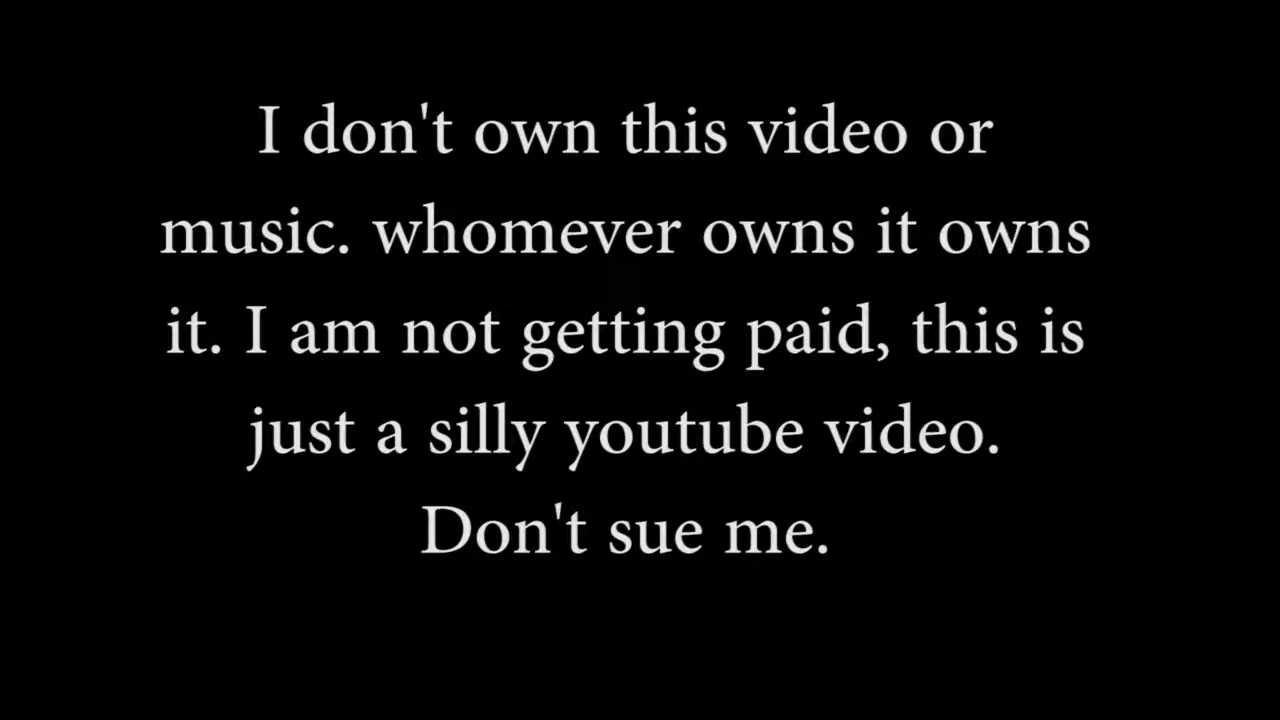 I don't own this video or
music. whomever owns it owns
it. I am not getting paid, this is
just a silly youtube video.
Don't sue me.